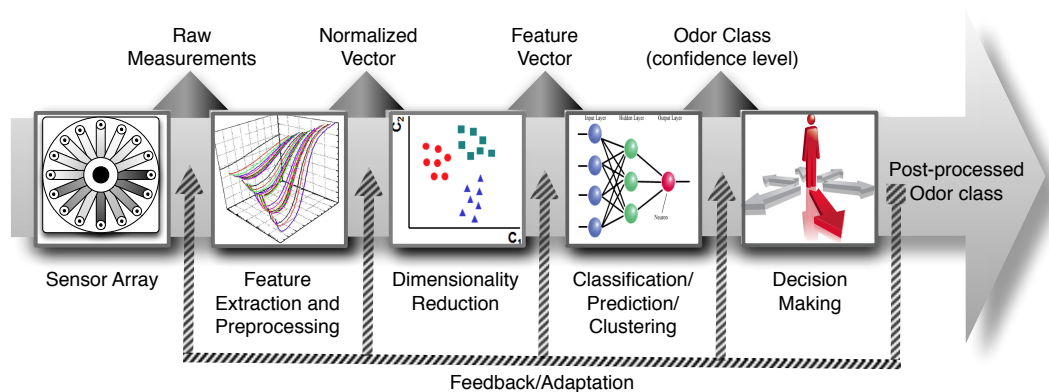 Raw
Measurements
Normalized
Vector
Feature
Vector
Odor Class
(confidence level)
C2
C1
Input Layer
Hidden Layer
Output Layer
Neuron
Post-processed
Odor class
Sensor Array
Feature
Extraction and
Preprocessing
Dimensionality
Reduction
Classification/
Prediction/
Clustering
Decision
Making
Feedback/Adaptation